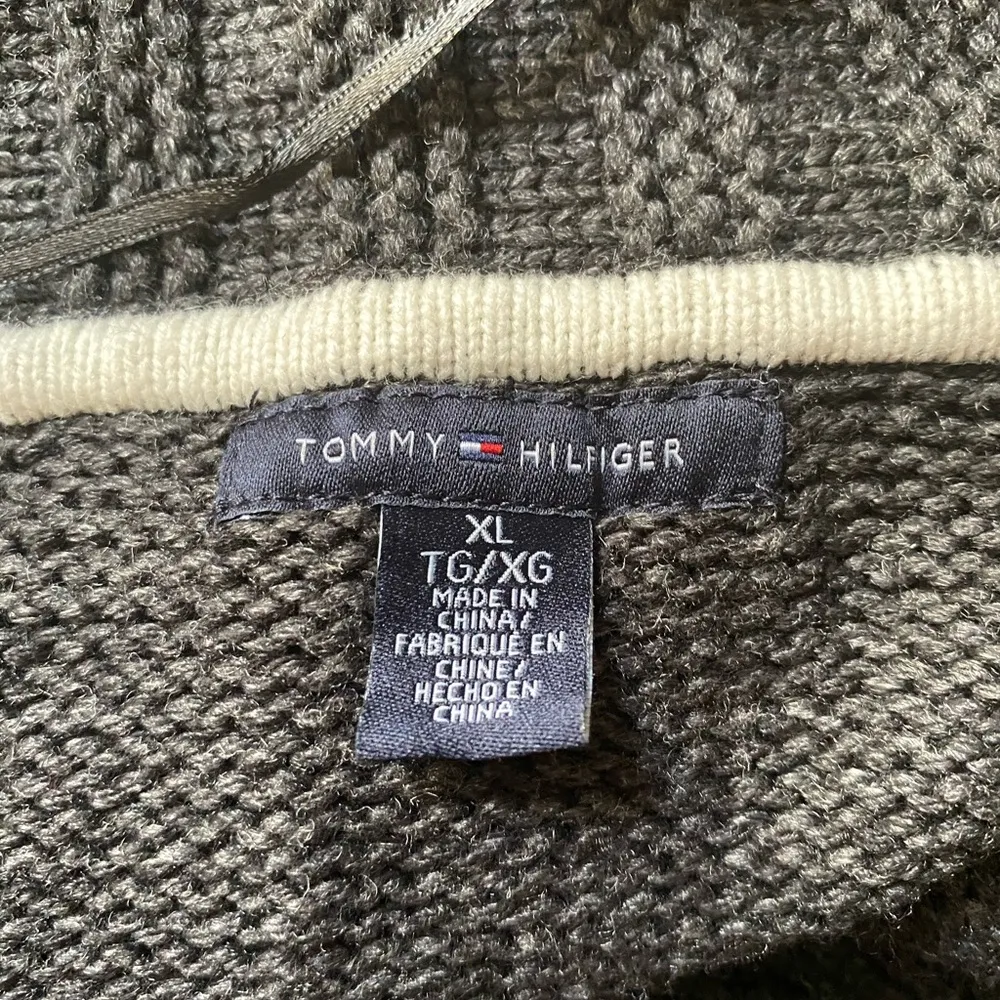 TOMMY HILFIGER
XL
TG/XG
MADE IN
CHINA/
FABRIQUÉ EN
CHINE/
HECHO EN
CHINA